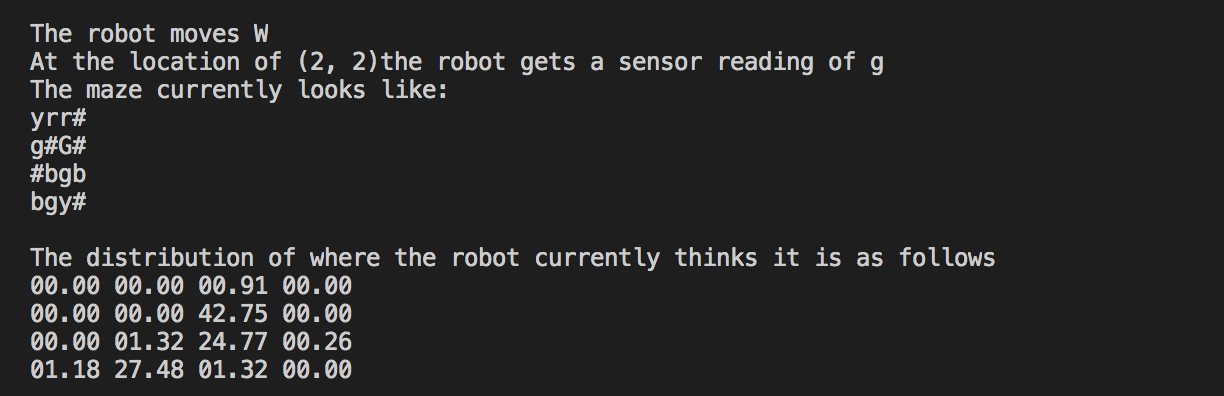 The robot moves W
At the location of (2, 2)the robot gets a sensor reading of g
The maze currently looks like:
yrr#
g#G#
#bgb
bgy#
The distribution of where the robot currently thinks it is as follows
00.00 00.00 00.91 00.00
00.00 00.00 42.75 00.00
00.00 01.32 24.77 00.26
01.18 27.48 01.32 00.00